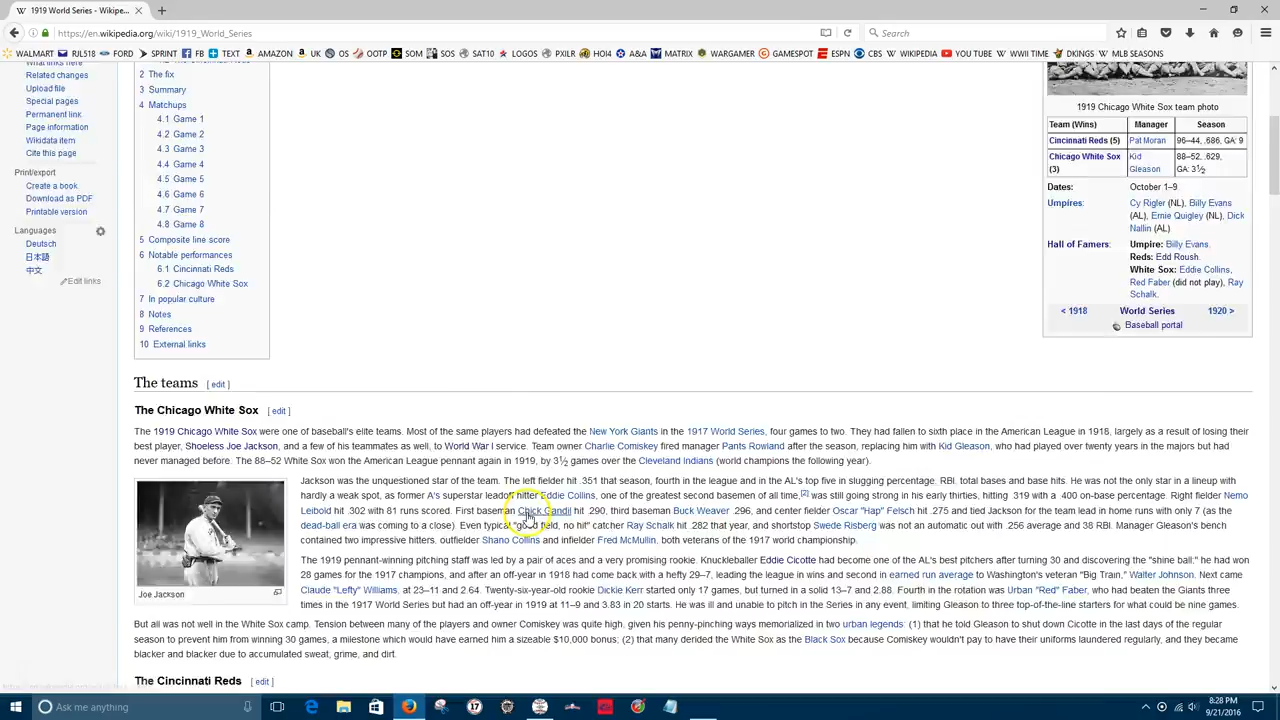 1919 World Series - Wikipe...
https://en.wikipedia.org/wiki/1919_World_Series
Search
WALMART RJL518 FORD SPRINT FB TEXT AMAZON UK OS OOTP SOM SOS SAT10 LOGOS PXILR HOI4 A&A MATRIX WARGAMER GAMESPOT ESPN CBS WIKIPEDIA YOU TUBE WWII TIME DKINGS MLB SEASONS
What links here
Related changes
Upload file
Special pages
Permanent link
Page information
Wikidata item
Cite this page
Print/export
Create a book
Download as PDF
Printable version
Languages
Deutsch
日本語
中文
Edit links
2 The fix
3 Summary
4 Matchups
4.1 Game 1
4.2 Game 2
4.3 Game 3
4.4 Game 4
4.5 Game 5
4.6 Game 6
4.7 Game 7
4.8 Game 8
5 Composite line score
6 Notable performances
6.1 Cincinnati Reds
6.2 Chicago White Sox
7 In popular culture
8 Notes
9 References
10 External links
1919 Chicago White Sox team photo
Team (Wins) Manager Season
Cincinnati Reds (5) Pat Moran 96–44, .686, GA: 9
Chicago White Sox Kid 88–52, .629,
(3) Gleason GA: 3½
Dates: October 1–9
Umpires: Cy Rigler (NL), Billy Evans
(AL), Ernie Quigley (NL), Dick
Nallin (AL)
Hall of Famers: Umpire: Billy Evans.
Reds: Edd Roush.
White Sox: Eddie Collins,
Red Faber (did not play), Ray
Schalk.
< 1918 World Series 1920 >
Baseball portal
The teams [ edit ]
The Chicago White Sox [ edit ]
The 1919 Chicago White Sox were one of baseball's elite teams. Most of the same players had defeated the New York Giants in the 1917 World Series, four games to two. They had fallen to sixth place in the American League in 1918, largely as a result of losing their
best player, Shoeless Joe Jackson, and a few of his teammates as well, to World War I service. Team owner Charlie Comiskey fired manager Pants Rowland after the season, replacing him with Kid Gleason, who had played over twenty years in the majors but had
never managed before. The 88–52 White Sox won the American League pennant again in 1919, by 3½ games over the Cleveland Indians (world champions the following year).
Jackson was the unquestioned star of the team. The left fielder hit .351 that season, fourth in the league and in the AL's top five in slugging percentage, RBI, total bases and base hits. He was not the only star in a lineup with
hardly a weak spot, as former A's superstar leadoff hitter Eddie Collins, one of the greatest second basemen of all time,[2] was still going strong in his early thirties, hitting .319 with a .400 on-base percentage. Right fielder Nemo
Leibold hit .302 with 81 runs scored. First baseman Chick Gandil hit .290, third baseman Buck Weaver .296, and center fielder Oscar "Hap" Felsch hit .275 and tied Jackson for the team lead in home runs with only 7 (as the
dead-ball era was coming to a close). Even typical "good field, no hit" catcher Ray Schalk hit .282 that year, and shortstop Swede Risberg was not an automatic out with .256 average and 38 RBI. Manager Gleason's bench
contained two impressive hitters, outfielder Shano Collins and infielder Fred McMullin, both veterans of the 1917 world championship.
Joe Jackson
The 1919 pennant-winning pitching staff was led by a pair of aces and a very promising rookie. Knuckleballer Eddie Cicotte had become one of the AL's best pitchers after turning 30 and discovering the "shine ball;" he had won
28 games for the 1917 champions, and after an off-year in 1918 had come back with a hefty 29–7, leading the league in wins and second in earned run average to Washington's veteran "Big Train," Walter Johnson. Next came
Claude "Lefty" Williams, at 23–11 and 2.64. Twenty-six-year-old rookie Dickie Kerr started only 17 games, but turned in a solid 13–7 and 2.88. Fourth in the rotation was Urban "Red" Faber, who had beaten the Giants three
times in the 1917 World Series but had an off-year in 1919 at 11–9 and 3.83 in 20 starts. He was ill and unable to pitch in the Series in any event, limiting Gleason to three top-of-the-line starters for what could be nine games.
But all was not well in the White Sox camp. Tension between many of the players and owner Comiskey was quite high, given his penny-pinching ways memorialized in two urban legends: (1) that he told Gleason to shut down Cicotte in the last days of the regular
season to prevent him from winning 30 games, a milestone which would have earned him a sizeable $10,000 bonus; (2) that many derided the White Sox as the Black Sox because Comiskey wouldn't pay to have their uniforms laundered regularly, and they became
blacker and blacker due to accumulated sweat, grime, and dirt.
The Cincinnati Reds [ edit ]
Ask me anything
8:28 PM
9/21/2016